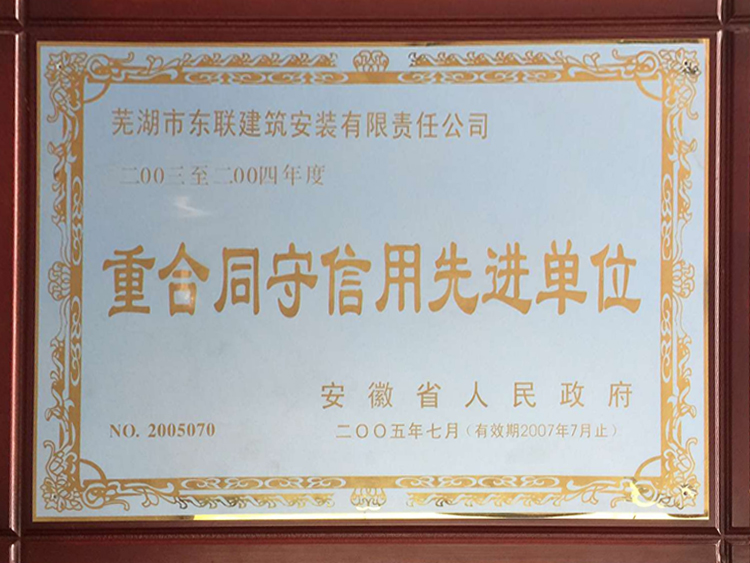 芜湖市东联建筑安装有限责任公司
二00三至二00四年度
重合同守信用先进单位
安徽省人民政府
NO. 2005070
二〇〇五年七月（有效期2007年7月止）